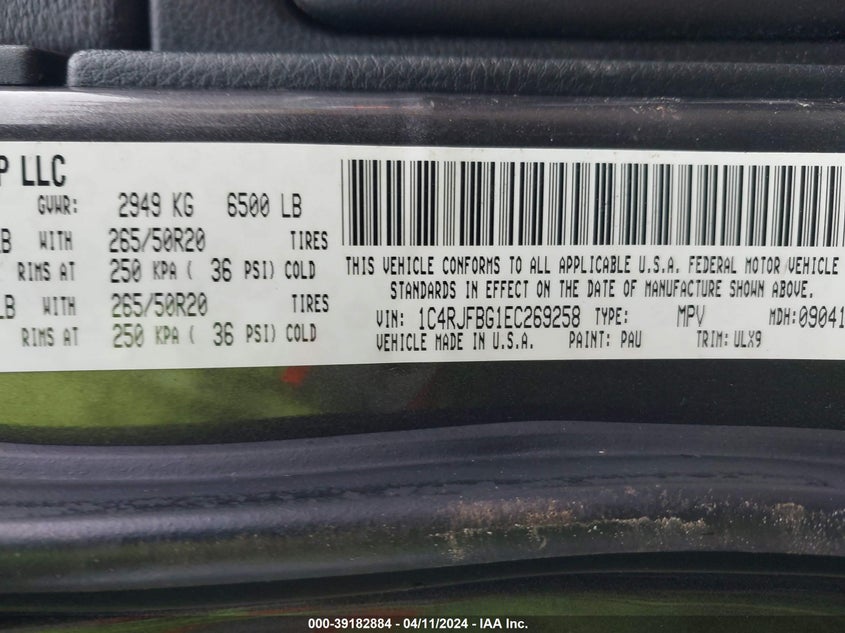 P LLC
GVWR: 2949 KG 6500 LB
LB WITH 265/50R20 TIRES
RIMS AT 250 KPA ( 36 PSI) COLD
LB WITH 265/50R20 TIRES
RIMS AT 250 KPA ( 36 PSI) COLD
THIS VEHICLE CONFORMS TO ALL APPLICABLE U.S.A. FEDERAL MOTOR VEHICLE
STANDARDS IN EFFECT ON THE DATE OF MANUFACTURE SHOWN ABOVE.
VIN: 1C4RJFBG1EC269258 TYPE: MPV MDH:09041
VEHICLE MADE IN U.S.A. PAINT: PAU TRIM: ULX9
000-39182884 - 04/11/2024 - IAA Inc.